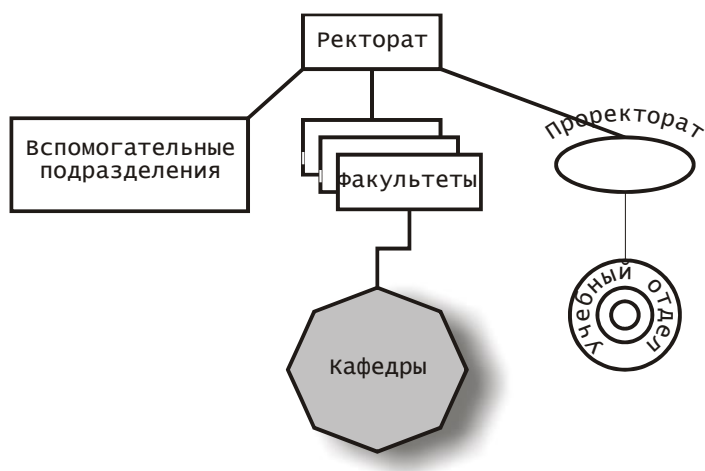 Ректорат
Проректорат
Вспомогательные
подразделения
Факультеты
Учебный отдел
Кафедры